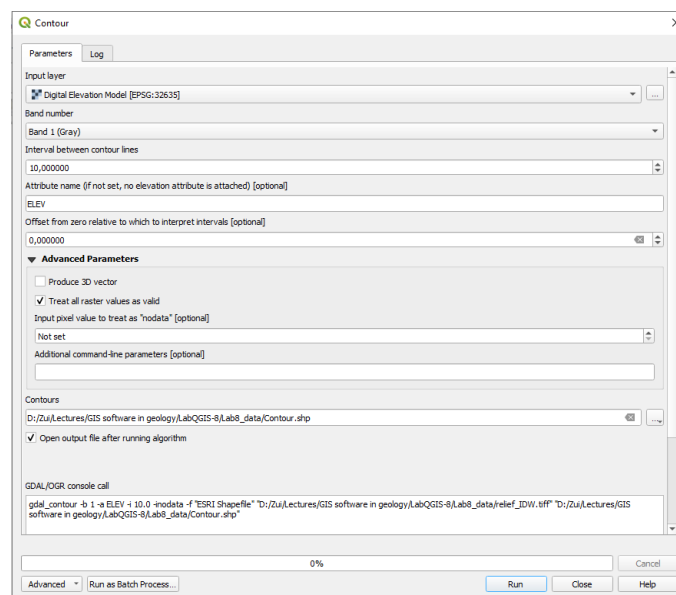 Contour
Parameters Log
Input layer
Digital Elevation Model [EPSG:32635]
...
Band number
Band 1 (Gray)
Interval between contour lines
10,000000
Attribute name (if not set, no elevation attribute is attached) [optional]
ELEV
Offset from zero relative to which to interpret intervals [optional]
0,000000
Advanced Parameters
Produce 3D vector
Treat all raster values as valid
Input pixel value to treat as "nodata" [optional]
Not set
Additional command-line parameters [optional]
Contours
D:/Zui/Lectures/GIS software in geology/LabQGIS-8/Lab8_data/Contour.shp
...
Open output file after running algorithm
GDAL/OGR console call
gdal_contour -b 1 -a ELEV -i 10.0 -inodata -f "ESRI Shapefile" "D:/Zui/Lectures/GIS software in geology/LabQGIS-8/Lab8_data/relief_IDW.tiff" "D:/Zui/Lectures/GIS
software in geology/LabQGIS-8/Lab8_data/Contour.shp"
0%
Cancel
Advanced Run as Batch Process... Run Close Help